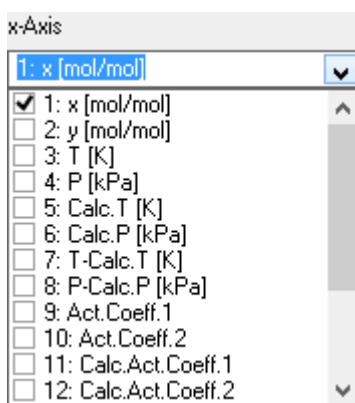 x-Axis
1: x [mol/mol]
1: x [mol/mol]
2: y [mol/mol]
3: T [K]
4: P [kPa]
5: Calc.T [K]
6: Calc.P [kPa]
7: T-Calc.T [K]
8: P-Calc.P [kPa]
9: Act.Coeff.1
10: Act.Coeff.2
11: Calc.Act.Coeff.1
12: Calc.Act.Coeff.2